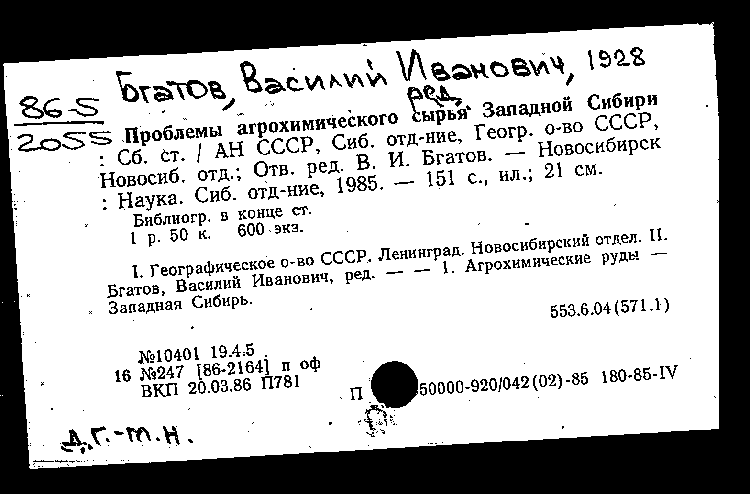 Бгатов, Василий Иванович, 1928
ред.
86-5
2055
Проблемы агрохимического сырья Западной Сибири
: Сб. ст. / АН СССР, Сиб. отд-ние, Геогр. о-во СССР,
Новосиб. отд.; Отв. ред. В. И. Бгатов. — Новосибирск
: Наука. Сиб. отд-ние, 1985. — 151 с., ил.; 21 см.
Библиогр. в конце ст.
1 р. 50 к. 600 экз.
I. Географическое о-во СССР. Ленинград. Новосибирский отдел. II.
Бгатов, Василий Иванович, ред. — — 1. Агрохимические руды —
Западная Сибирь.
553.6.04(571.1)
№10401 19.4.5
16 №247 [86-2164] п оф
ВКП 20.03.86 П781
П 50000-920/042(02)-85 180-85-IV
д.г.-м.н.